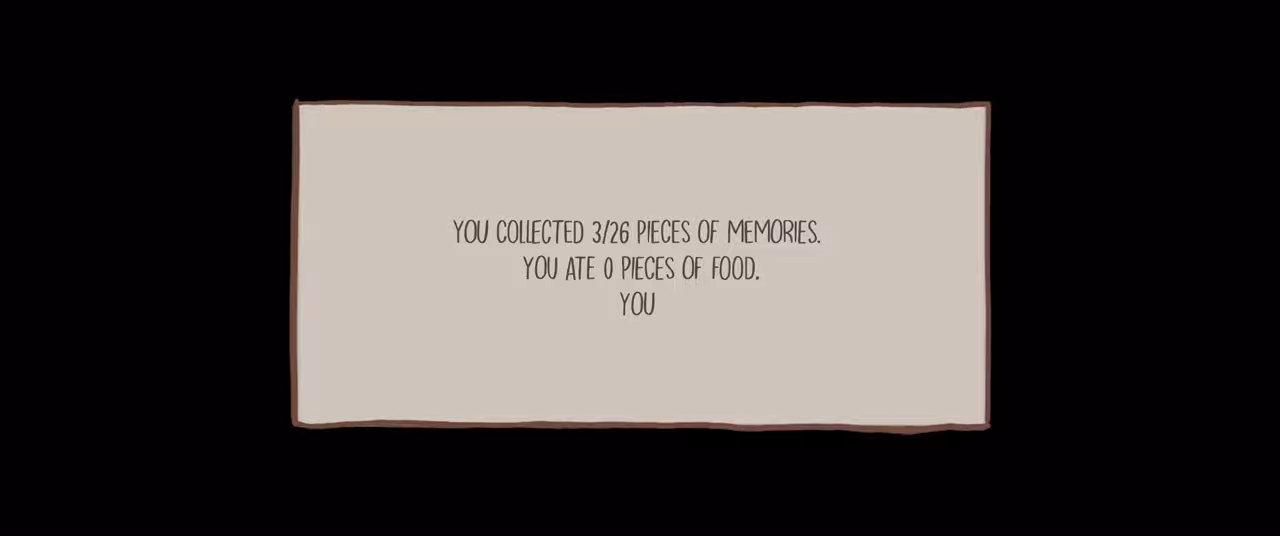 YOU COLLECTED 3/26 PIECES OF MEMORIES.
YOU ATE 0 PIECES OF FOOD.
YOU